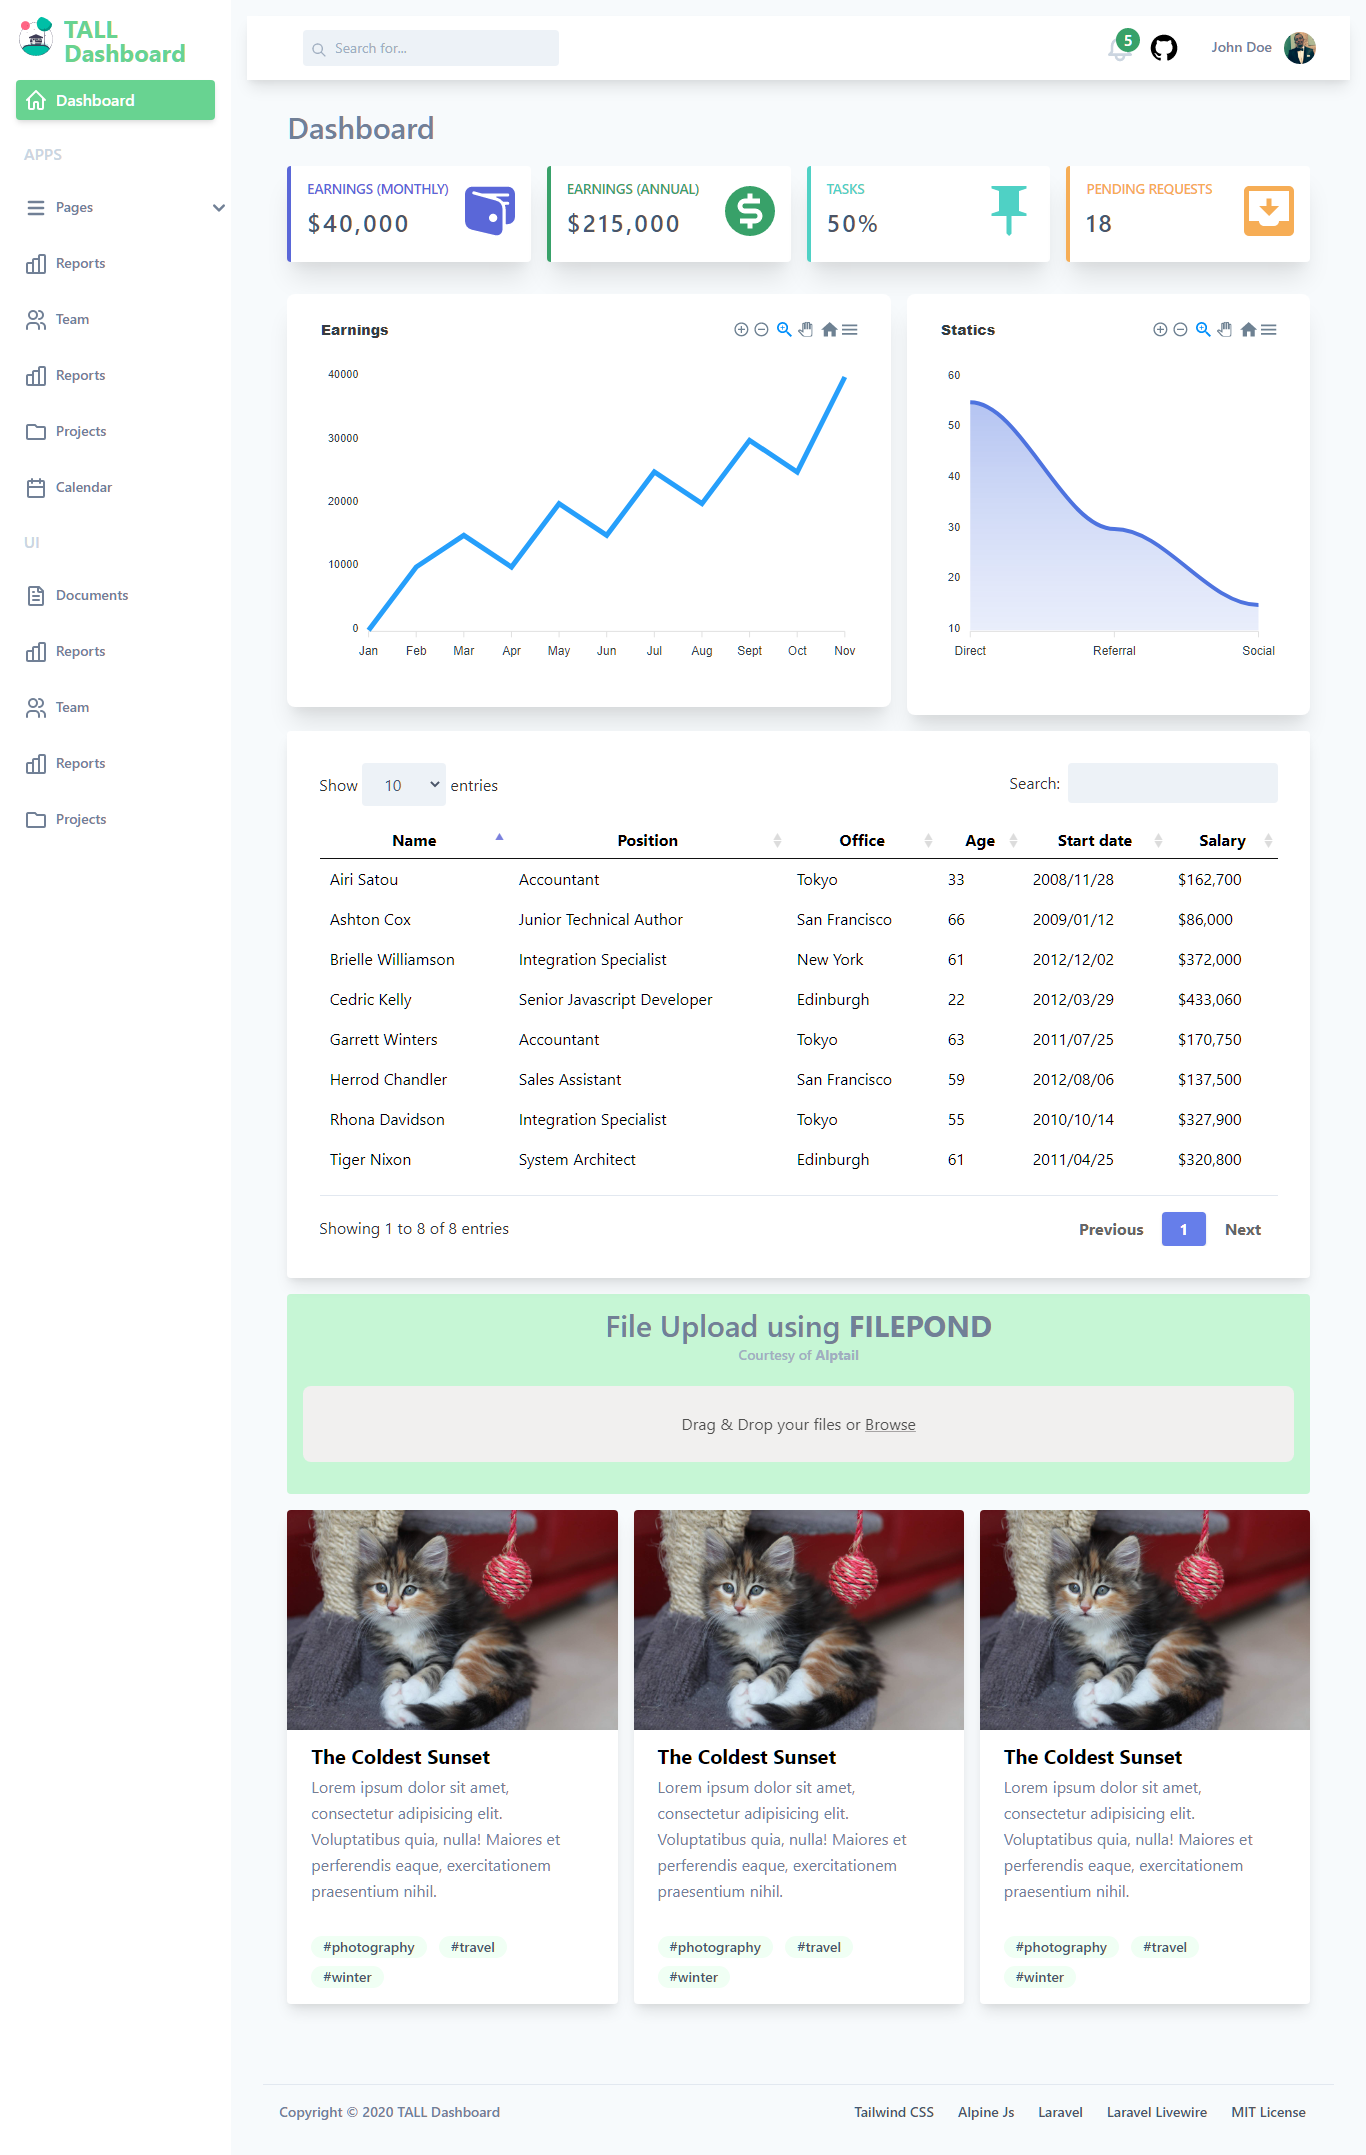 TALL
Dashboard
Search for...
5
John Doe
Dashboard
APPS
Pages
Reports
Team
Reports
Projects
Calendar
UI
Documents
Reports
Team
Reports
Projects
Dashboard
EARNINGS (MONTHLY)
$40,000
EARNINGS (ANNUAL)
$215,000
TASKS
50%
PENDING REQUESTS
18
Earnings
40000
30000
20000
10000
0
Jan Feb Mar Apr May Jun Jul Aug Sept Oct Nov
Statics
60
50
40
30
20
10
Direct Referral Social
Show 10 entries
Search:
Name Position Office Age Start date Salary
Airi Satou Accountant Tokyo 33 2008/11/28 $162,700
Ashton Cox Junior Technical Author San Francisco 66 2009/01/12 $86,000
Brielle Williamson Integration Specialist New York 61 2012/12/02 $372,000
Cedric Kelly Senior Javascript Developer Edinburgh 22 2012/03/29 $433,060
Garrett Winters Accountant Tokyo 63 2011/07/25 $170,750
Herrod Chandler Sales Assistant San Francisco 59 2012/08/06 $137,500
Rhona Davidson Integration Specialist Tokyo 55 2010/10/14 $327,900
Tiger Nixon System Architect Edinburgh 61 2011/04/25 $320,800
Showing 1 to 8 of 8 entries
Previous 1 Next
File Upload using FILEPOND
Courtesy of Alptail
Drag & Drop your files or Browse
The Coldest Sunset
Lorem ipsum dolor sit amet,
consectetur adipisicing elit.
Voluptatibus quia, nulla! Maiores et
perferendis eaque, exercitationem
praesentium nihil.
#photography #travel
#winter
The Coldest Sunset
Lorem ipsum dolor sit amet,
consectetur adipisicing elit.
Voluptatibus quia, nulla! Maiores et
perferendis eaque, exercitationem
praesentium nihil.
#photography #travel
#winter
The Coldest Sunset
Lorem ipsum dolor sit amet,
consectetur adipisicing elit.
Voluptatibus quia, nulla! Maiores et
perferendis eaque, exercitationem
praesentium nihil.
#photography #travel
#winter
Copyright © 2020 TALL Dashboard
Tailwind CSS Alpine Js Laravel Laravel Livewire MIT License